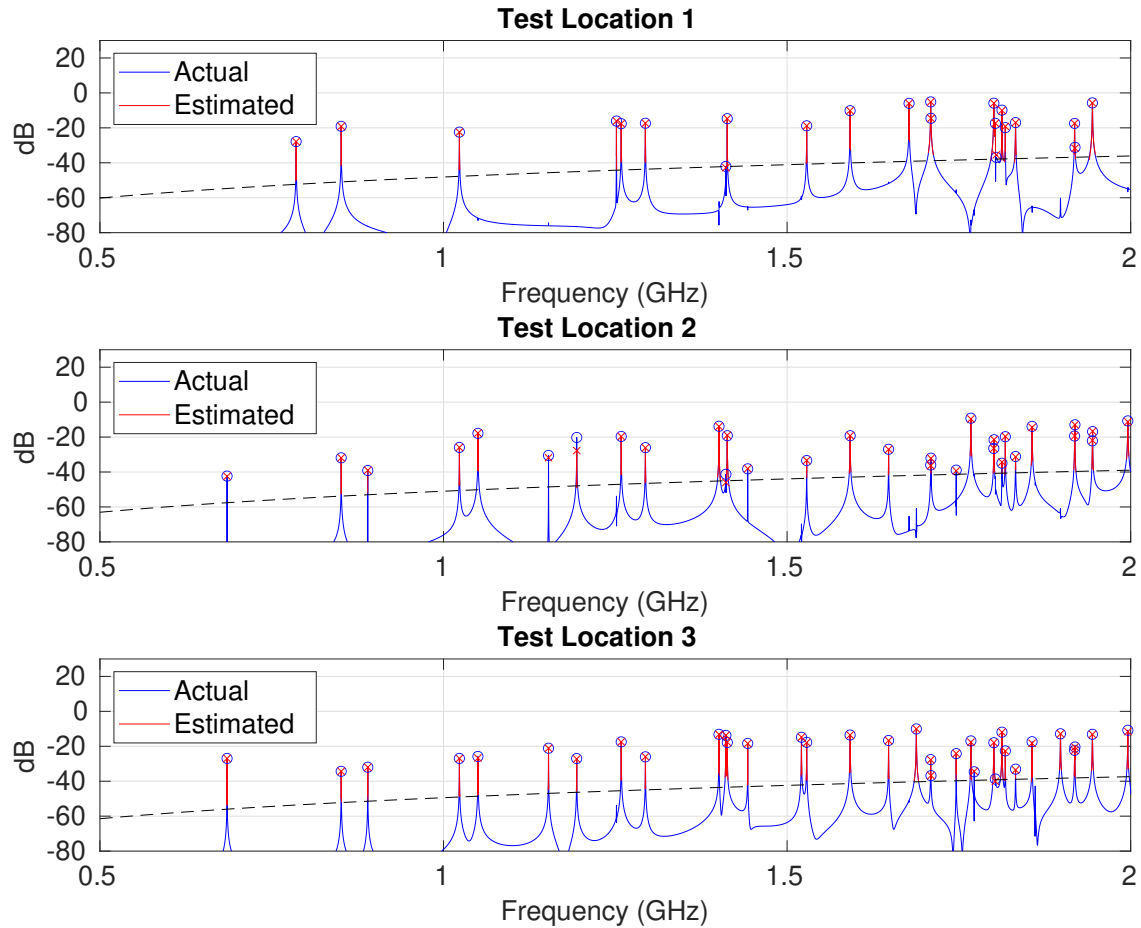 Test Location 1
20
0
-20
-40
-60
-80
dB
Actual
Estimated
0.5 1 1.5 2
Frequency (GHz)
Test Location 2
20
0
-20
-40
-60
-80
dB
Actual
Estimated
0.5 1 1.5 2
Frequency (GHz)
Test Location 3
20
0
-20
-40
-60
-80
dB
Actual
Estimated
0.5 1 1.5 2
Frequency (GHz)